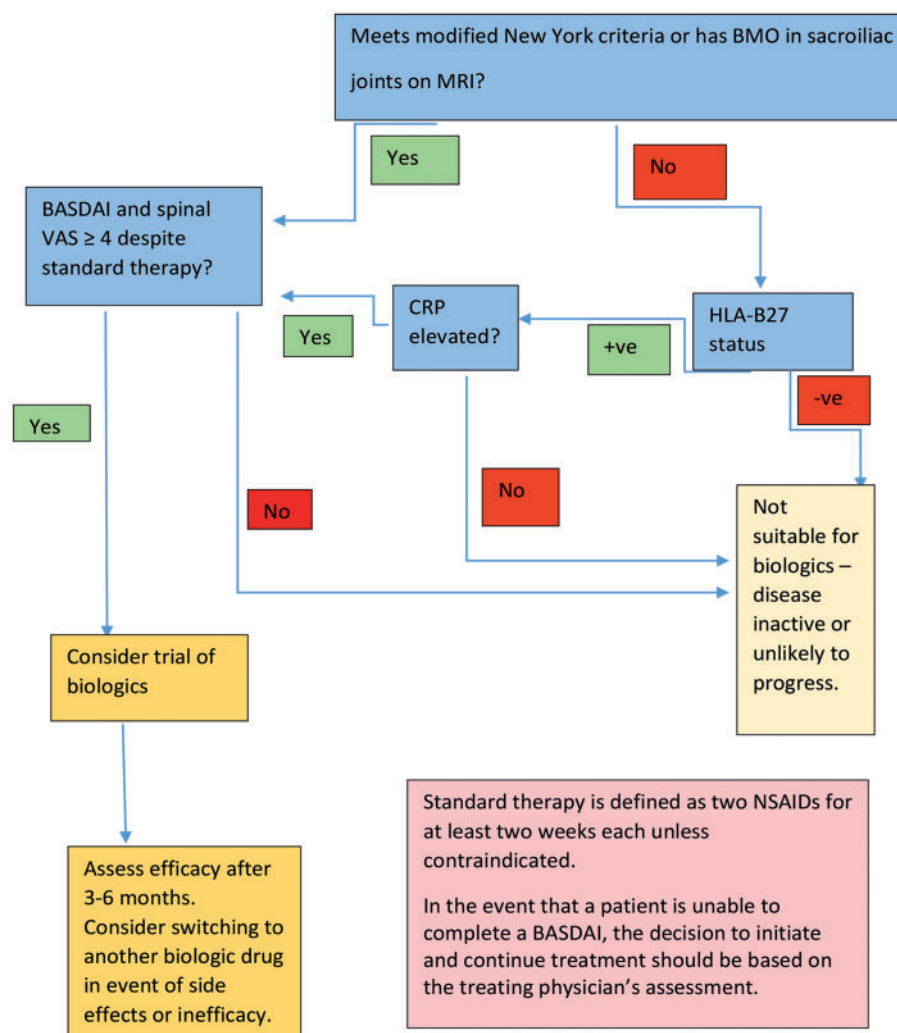 Meets modified New York criteria or has BMO in sacroiliac
joints on MRI?
Yes
No
BASDAI and spinal
VAS ≥ 4 despite
standard therapy?
CRP
elevated?
HLA-B27
status
Yes
+ve
-ve
Yes
No
No
Not
suitable for
biologics –
disease
inactive or
unlikely to
progress.
Consider trial of
biologics
Assess efficacy after
3-6 months.
Consider switching to
another biologic drug
in event of side
effects or inefficacy.
Standard therapy is defined as two NSAIDs for
at least two weeks each unless
contraindicated.
In the event that a patient is unable to
complete a BASDAI, the decision to initiate
and continue treatment should be based on
the treating physician's assessment.